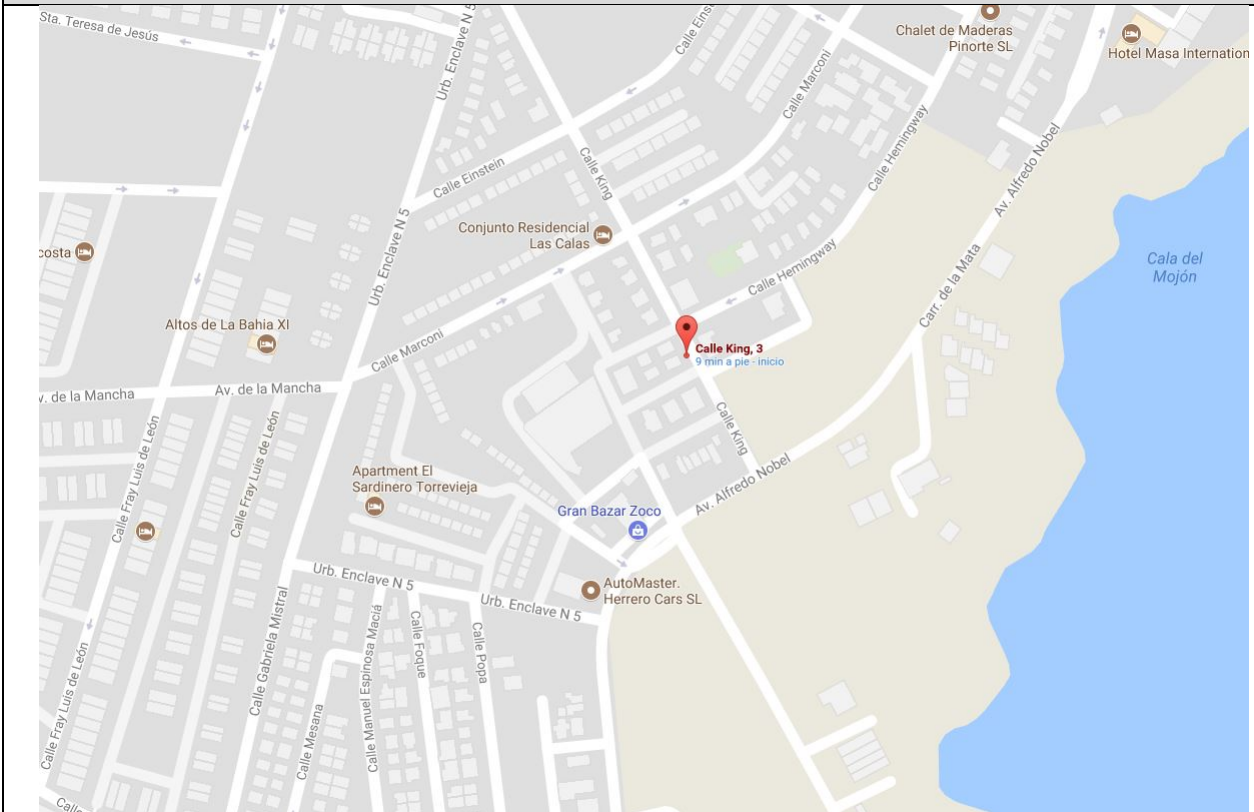 Sta. Teresa de Jesús
Urb. Enclave N 5
Calle Einst
Chalet de Maderas
Pinorte SL
Hotel Masa Internation
Calle Marconi
Calle Hemingway
Av. Alfredo Nobel
Calle Einstein
Calle King
Conjunto Residencial
Las Calas
Urb. Enclave N 5
costa
Cala del
Mojón
Calle Hemingway
Carr. de la Mata
Altos de La Bahia XI
Calle Marconi
Calle King, 3
9 min a pie - inicio
v. de la Mancha
Av. de la Mancha
Calle King
Calle Fray Luis de León
Calle Fray Luis de León
Apartment El
Sardinero Torrevieja
Av. Alfredo Nobel
Gran Bazar Zoco
Urb. Enclave N 5
AutoMaster.
Herrero Cars SL
Urb. Enclave N 5
Calle Gabriela Mistral
Calle Manuel Espinosa Maciá
Calle Foque
Calle Popa
Calle Fray Luis de León
Calle Mesana
Calle